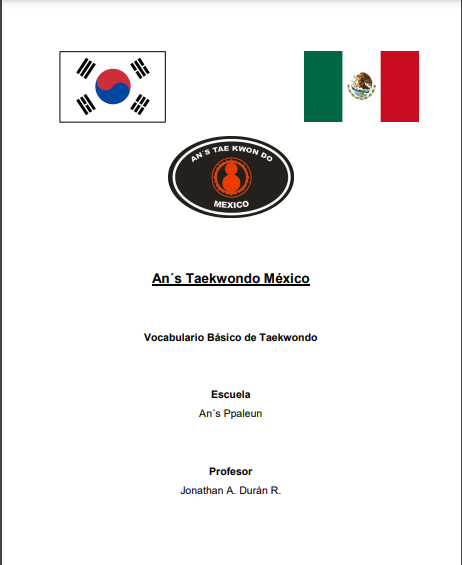 AN´S TAE KWON DO
MEXICO
An´s Taekwondo México
Vocabulario Básico de Taekwondo
Escuela
An´s Ppaleun
Profesor
Jonathan A. Durán R.